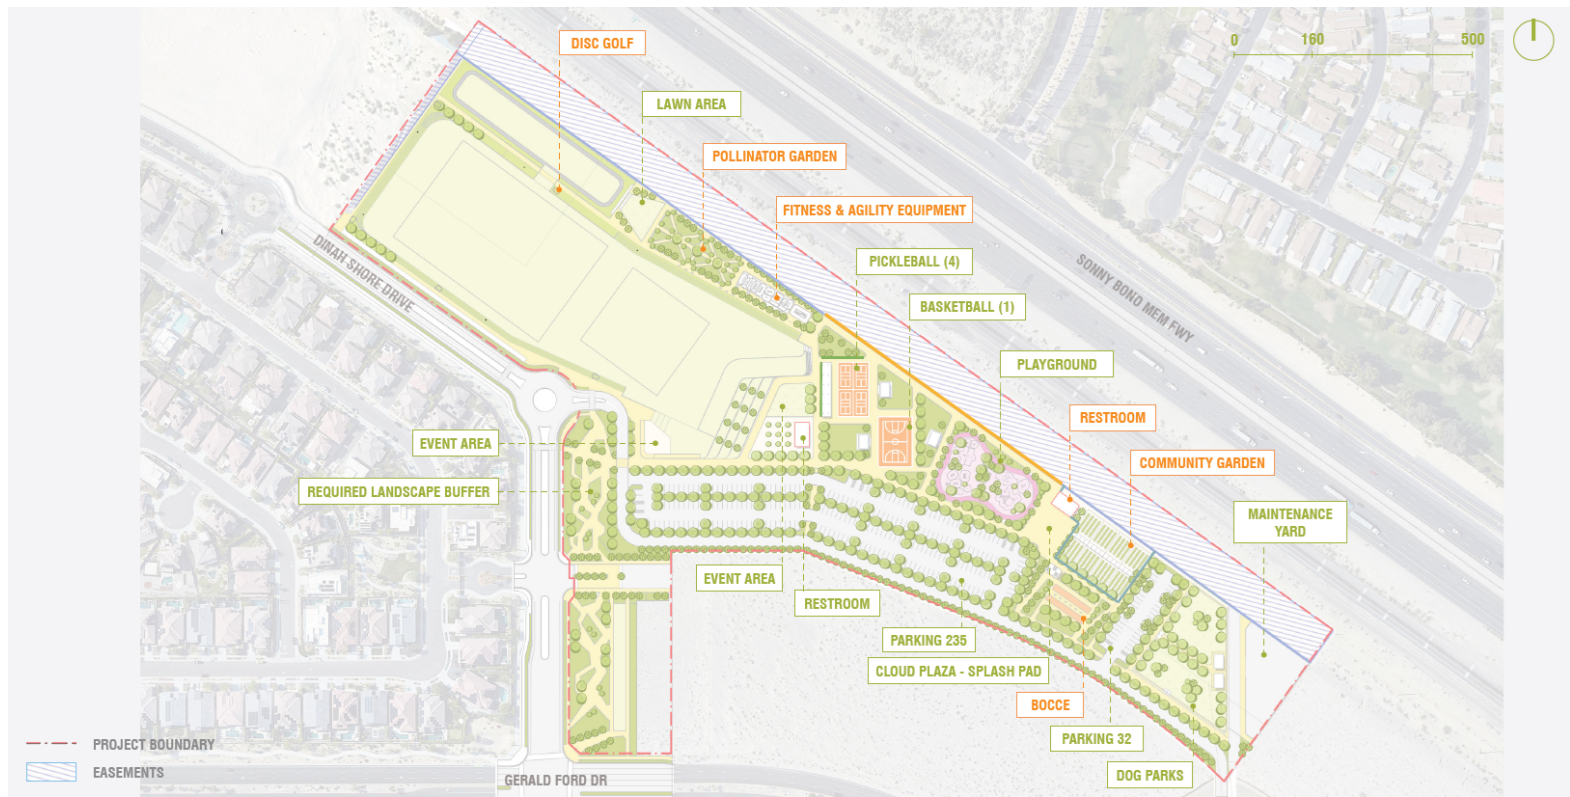 DISC GOLF
0 160 500
LAWN AREA
POLLINATOR GARDEN
FITNESS & AGILITY EQUIPMENT
DINAH SHORE DRIVE
PICKLEBALL (4)
SONNY BONO MEM FWY
BASKETBALL (1)
PLAYGROUND
RESTROOM
EVENT AREA
COMMUNITY GARDEN
REQUIRED LANDSCAPE BUFFER
MAINTENANCE
YARD
EVENT AREA
RESTROOM
PARKING 235
CLOUD PLAZA - SPLASH PAD
BOCCE
PARKING 32
DOG PARKS
PROJECT BOUNDARY
EASEMENTS
GERALD FORD DR